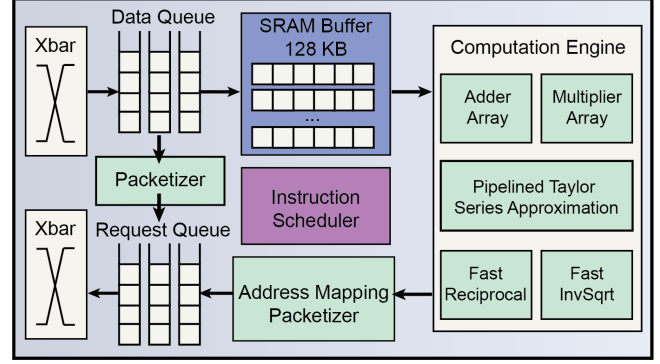 Data Queue
Xbar
SRAM Buffer
128 KB
...
Computation Engine
Adder
Array
Multiplier
Array
Packetizer
Instruction
Scheduler
Pipelined Taylor
Series Approximation
Xbar
Request Queue
Address Mapping
Packetizer
Fast
Reciprocal
Fast
InvSqrt